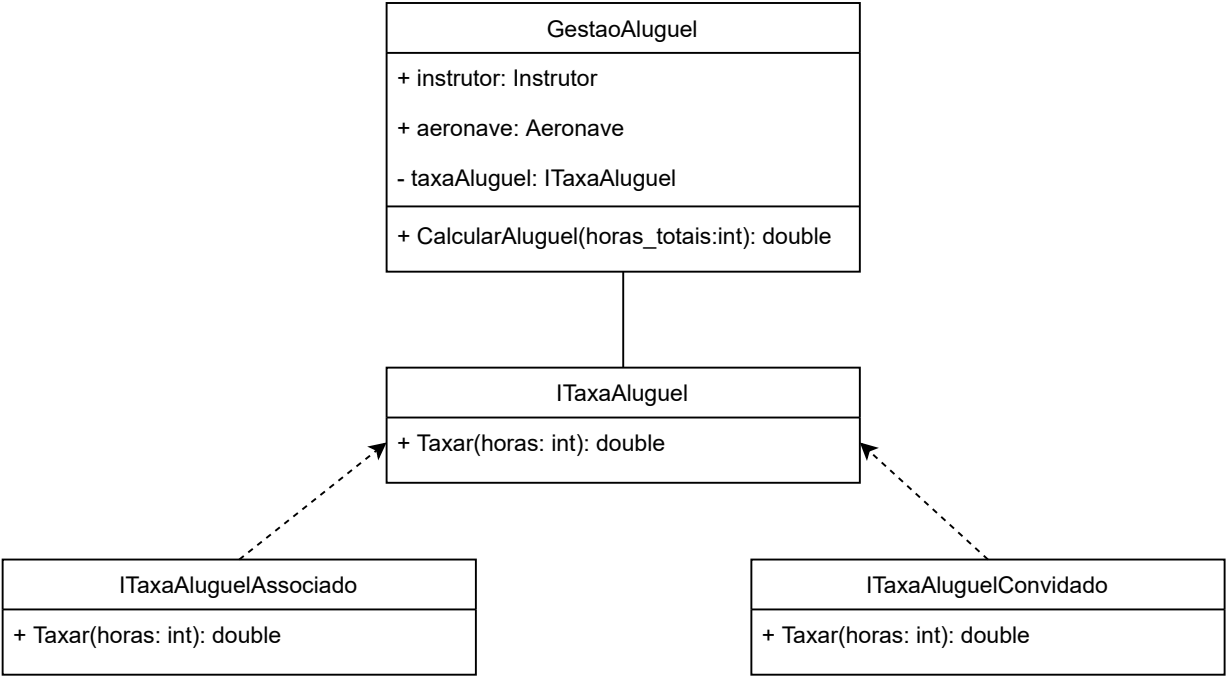 GestaoAluguel
+ instrutor: Instrutor
+ aeronave: Aeronave
- taxaAluguel: ITaxaAluguel
+ CalcularAluguel(horas_totais:int): double
ITaxaAluguel
+ Taxar(horas: int): double
ITaxaAluguelAssociado
+ Taxar(horas: int): double
ITaxaAluguelConvidado
+ Taxar(horas: int): double